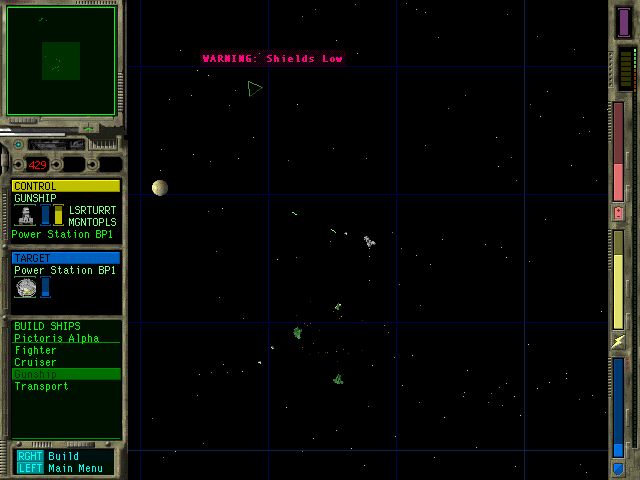 WARNING: Shields Low
429
CONTROL
GUNSHIP
LSRTURRT
MGNTOPLS
Power Station BP1
TARGET
Power Station BP1
BUILD SHIPS
Pictoris Alpha
Fighter
Cruiser
Gunship
Transport
RGHT Build
LEFT Main Menu